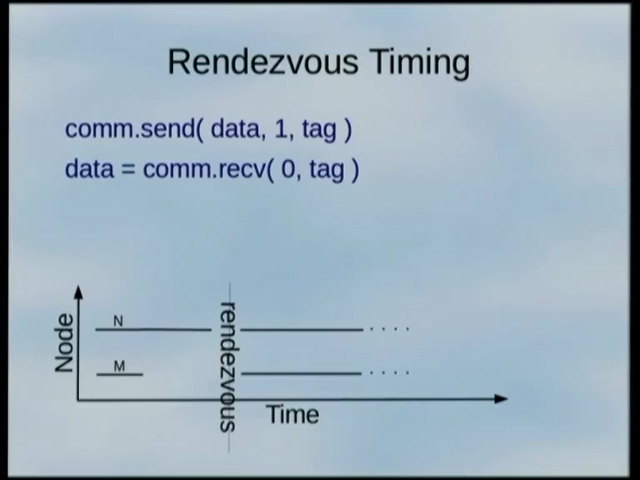 Rendezvous Timing
comm.send( data, 1, tag )
data = comm.recv( 0, tag )
Node
N
M
rendezvous
. . . .
. . . .
Time